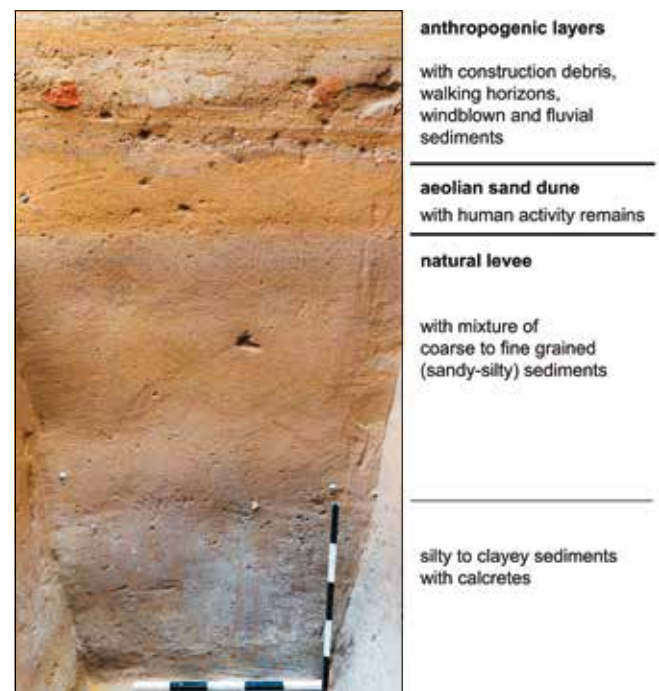 anthropogenic layers
with construction debris,
walking horizons,
windblown and fluvial
sediments
aeolian sand dune
with human activity remains
natural levee
with mixture of
coarse to fine grained
(sandy-silty) sediments
silty to clayey sediments
with calcretes